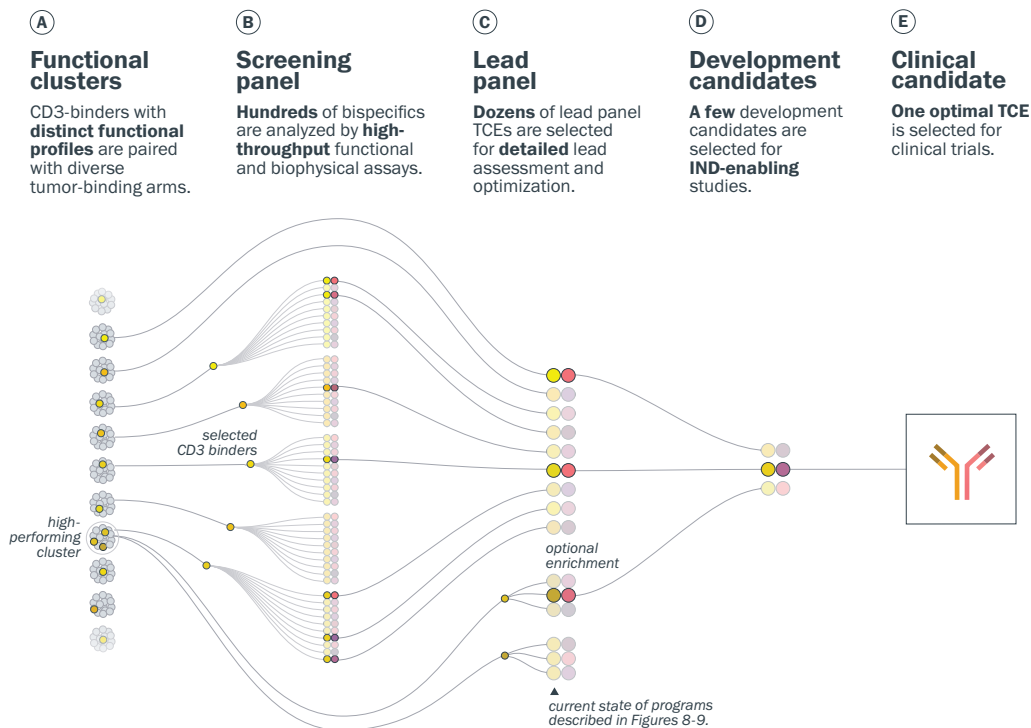 A
Functional
clusters
CD3-binders with
distinct functional
profiles are paired
with diverse
tumor-binding arms.
B
Screening
panel
Hundreds of bispecifics
are analyzed by high-
throughput functional
and biophysical assays.
C
Lead
panel
Dozens of lead panel
TCEs are selected
for detailed lead
assessment and
optimization.
D
Development
candidates
A few development
candidates are
selected for
IND-enabling
studies.
E
Clinical
candidate
One optimal TCE
is selected for
clinical trials.
selected
CD3 binders
high-
performing
cluster
optional
enrichment
current state of programs
described in Figures 8-9.